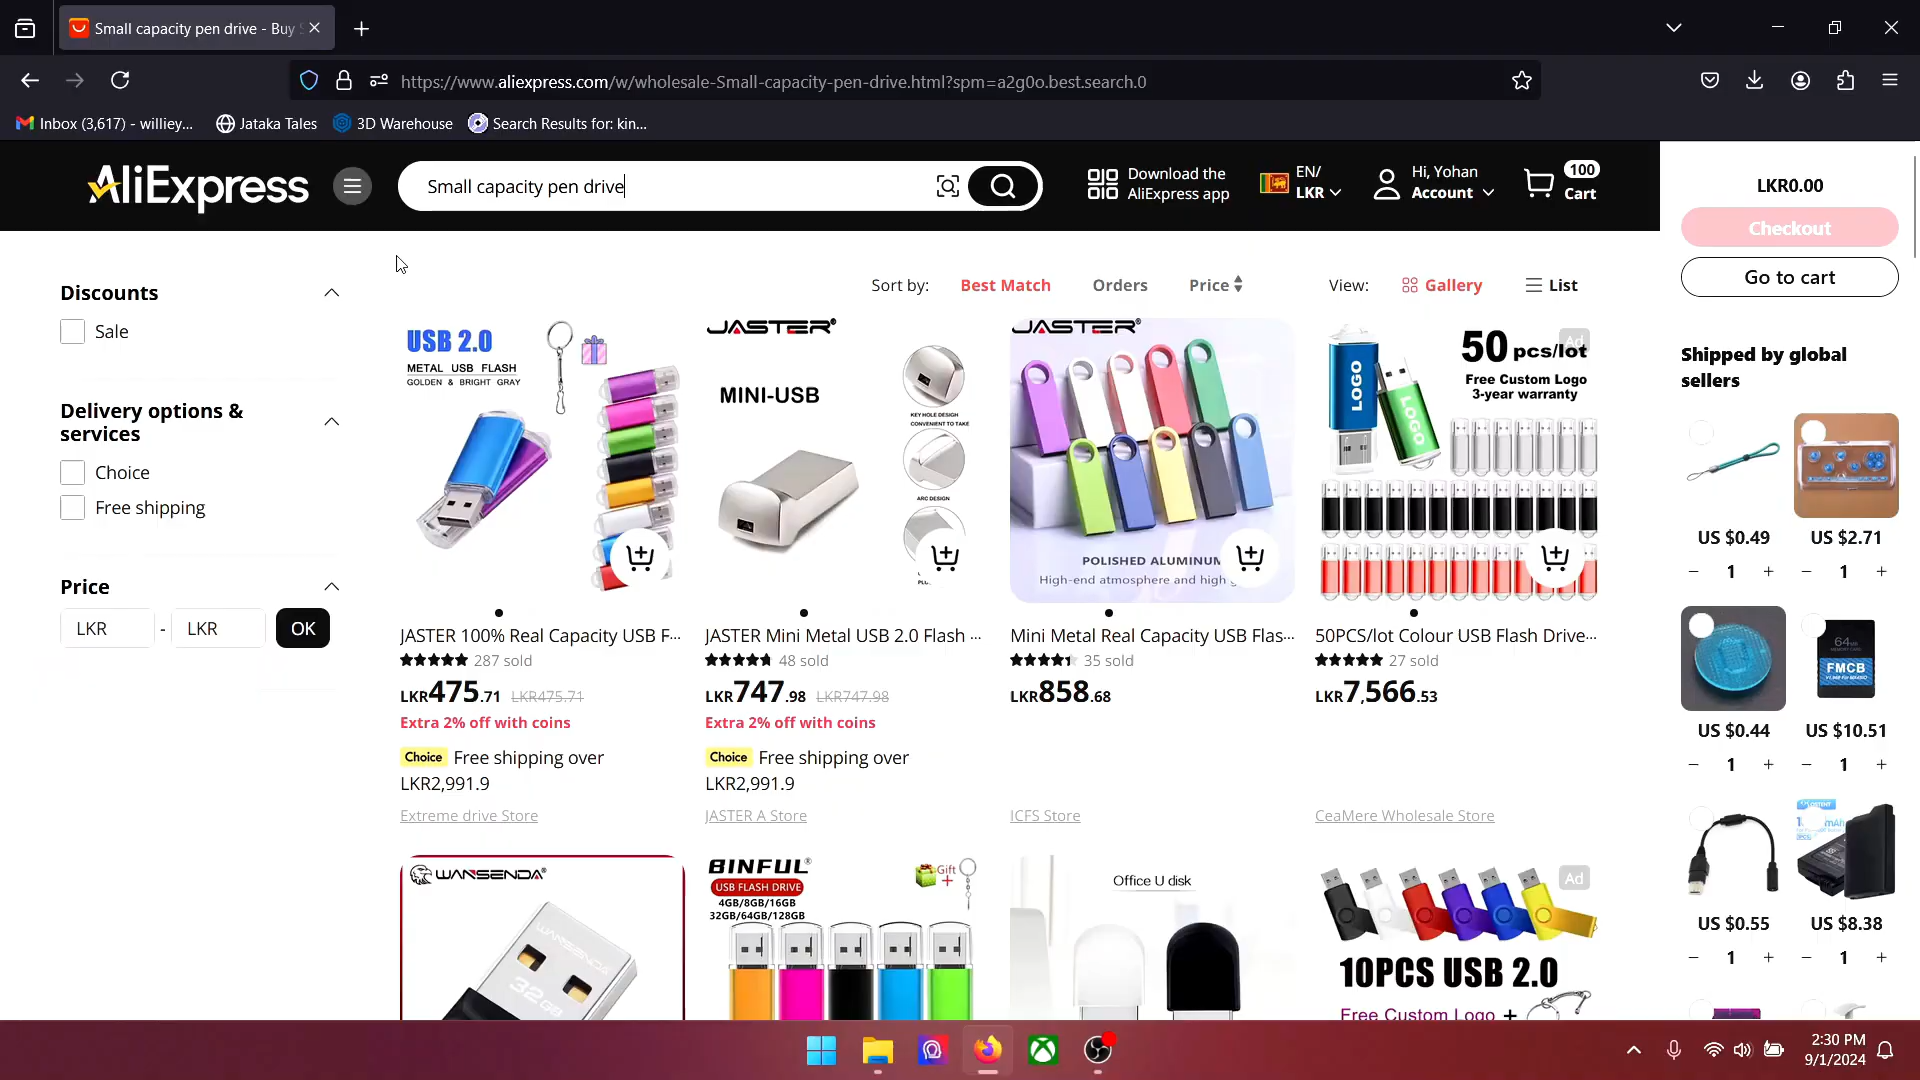 Small capacity pen drive - Buy S
https://www.aliexpress.com/w/wholesale-Small-capacity-pen-drive.html?spm=a2g0o.best.search.0
Inbox (3,617) - williey...
Jataka Tales
3D Warehouse
Search Results for: kin...
AliExpress
Small capacity pen drive
Download the
AliExpress app
EN/
LKR
Hi, Yohan
Account
100
Cart
LKR0.00
Checkout
Go to cart
Discounts
Sale
Delivery options &
services
Choice
Free shipping
Price
LKR
-
LKR
OK
Sort by:
Best Match
Orders
Price
View:
Gallery
List
USB 2.0
METAL USB FLASH
GOLDEN & BRIGHT GRAY
JASTER 100% Real Capacity USB F...
287 sold
LKR475.71
LKR475.71
Extra 2% off with coins
Choice Free shipping over
LKR2,991.9
Extreme drive Store
JASTER
MINI-USB
KEY HOLE DESIGN
CONVENIENT TO TAKE
ARC DESIGN
JASTER Mini Metal USB 2.0 Flash ...
48 sold
LKR747.98
LKR747.98
Extra 2% off with coins
Choice Free shipping over
LKR2,991.9
JASTER A Store
JASTER
POLISHED ALUMINUM
High-end atmosphere and high
Mini Metal Real Capacity USB Flas...
35 sold
LKR858.68
ICFS Store
Ad
50 pcs/lot
Free Custom Logo
3-year warranty
LOGO
LOGO
50PCS/lot Colour USB Flash Drive...
27 sold
LKR7,566.53
CeaMere Wholesale Store
WANSENDA
WANSENDA
32GB
BINFUL
USB FLASH DRIVE
4GB/8GB/16GB
32GB/64GB/128GB
Gift
+
Office U disk
Ad
10PCS USB 2.0
Free Custom Logo +
Shipped by global
sellers
US $0.49
US $2.71
- 1 +
- 1 +
64MB
FMCB
US $0.44
US $10.51
- 1 +
- 1 +
US $0.55
US $8.38
- 1 +
- 1 +
2:30 PM
9/1/2024